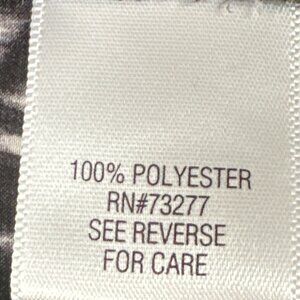 100% POLYESTER
RN#73277
SEE REVERSE
FOR CARE